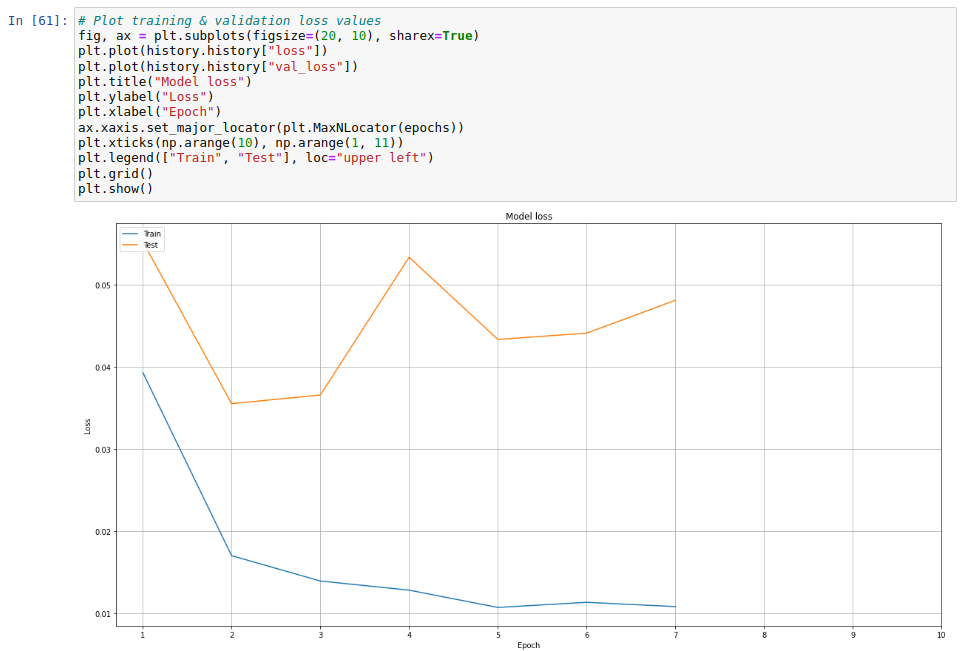 In [61]: # Plot training & validation loss values
fig, ax = plt.subplots(figsize=(20, 10), sharex=True)
plt.plot(history.history["loss"])
plt.plot(history.history["val_loss"])
plt.title("Model loss")
plt.ylabel("Loss")
plt.xlabel("Epoch")
ax.xaxis.set_major_locator(plt.MaxNLocator(epochs))
plt.xticks(np.arange(10), np.arange(1, 11))
plt.legend(["Train", "Test"], loc="upper left")
plt.grid()
plt.show()
Model loss
Train
Test
0.05
0.04
0.03
0.02
0.01
Loss
1 2 3 4 5 6 7 8 9 10
Epoch